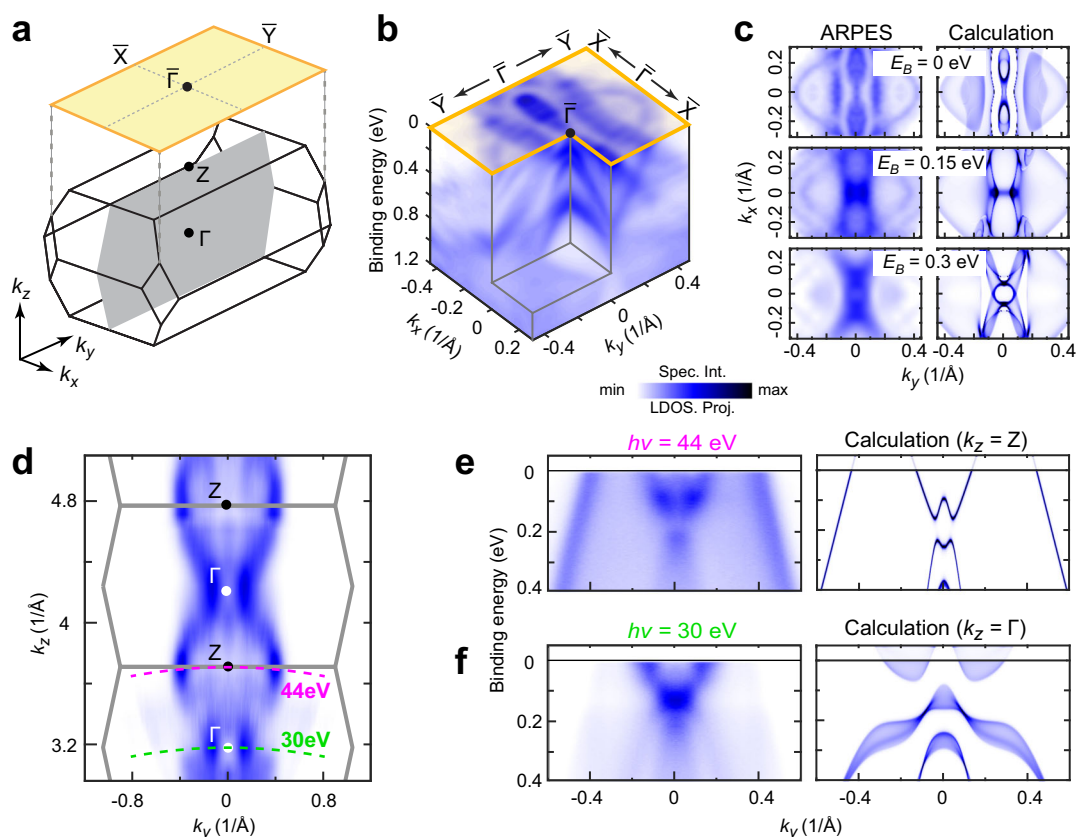 a
X̅
Y̅
Γ̅
Z
Γ
k_z
k_y
k_x
b
Y̅
Γ̅
Y̅
X̅
Γ̅
X̅
Γ̅
Binding energy (eV)
0
0.4
0.8
1.2
-0.4
-0.2
0
0.2
k_x (1/Å)
-0.4
0
0.4
k_y (1/Å)
Spec. Int.
min
max
LDOS. Proj.
c
ARPES
Calculation
E_B = 0 eV
E_B = 0.15 eV
E_B = 0.3 eV
0.2
0
-0.2
0.2
0
-0.2
0.2
0
-0.2
k_x (1/Å)
-0.4
0
0.4
-0.4
0
0.4
k_y (1/Å)
d
4.8
4
3.2
k_z (1/Å)
Z
Γ
Z
44eV
Γ
30eV
-0.8
0
0.8
k_y (1/Å)
e
hν = 44 eV
Calculation (k_z = Z)
0
0.2
0.4
Binding energy (eV)
f
hν = 30 eV
Calculation (k_z = Γ)
0
0.2
0.4
-0.4
0
0.4
-0.4
0
0.4
k_y (1/Å)